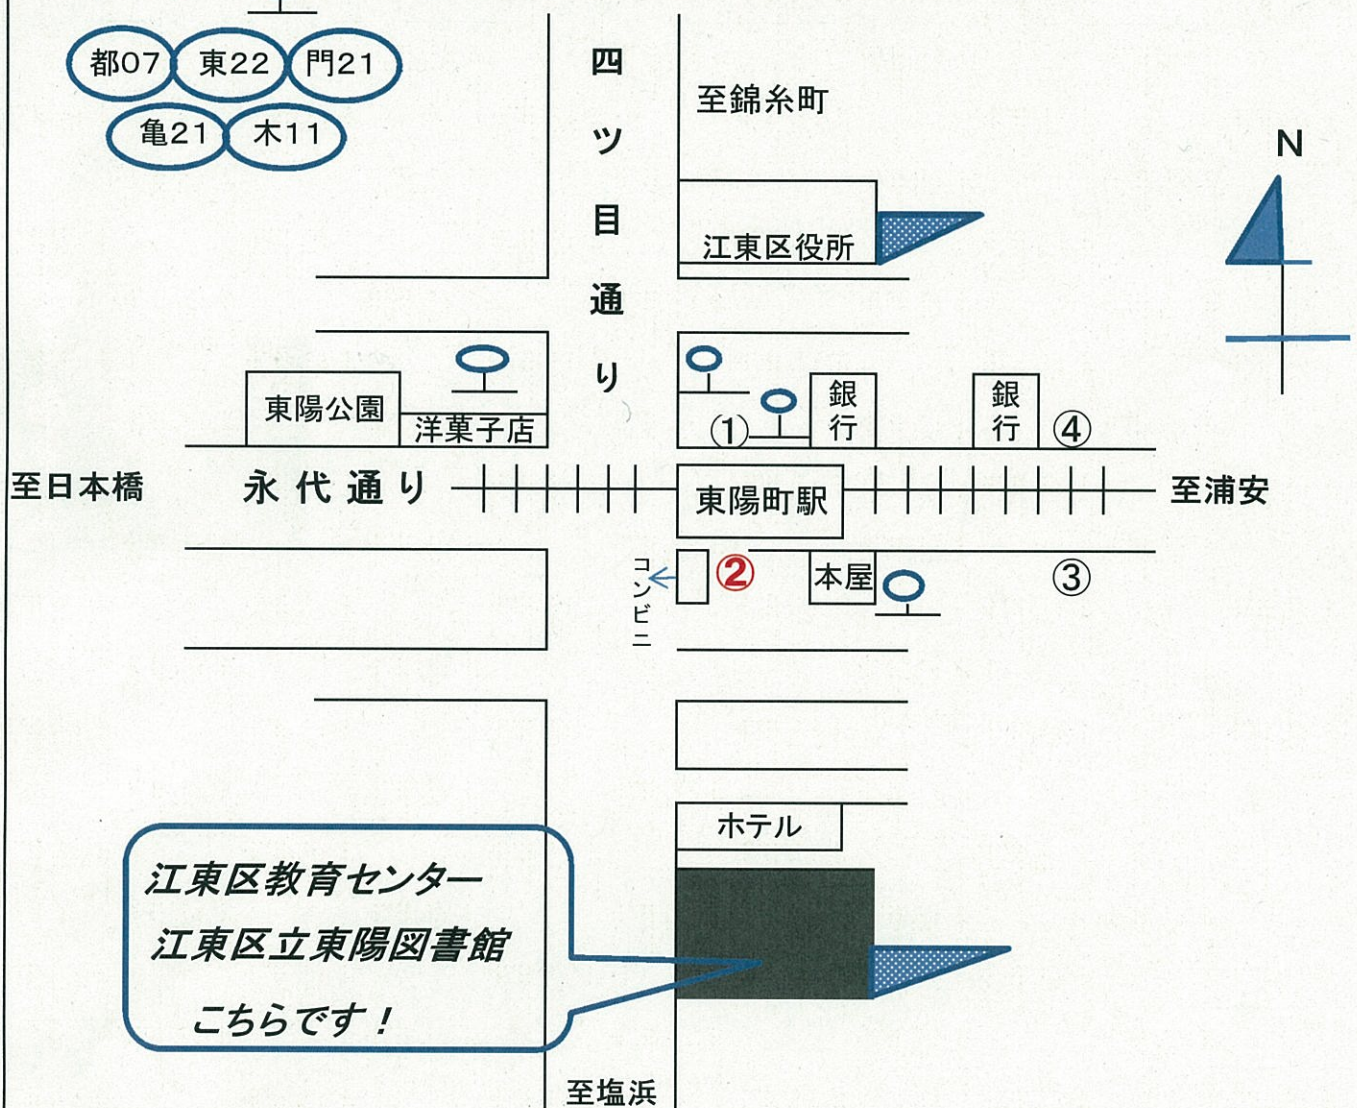 都07 東22 門21
亀21 木11
四ツ目通り
至錦糸町
N
江東区役所
東陽公園
洋菓子店
①
銀行
銀行
④
至日本橋
永代通り
東陽町駅
至浦安
コンビニ
②
本屋
③
ホテル
江東区教育センター
江東区立東陽図書館
こちらです！
至塩浜